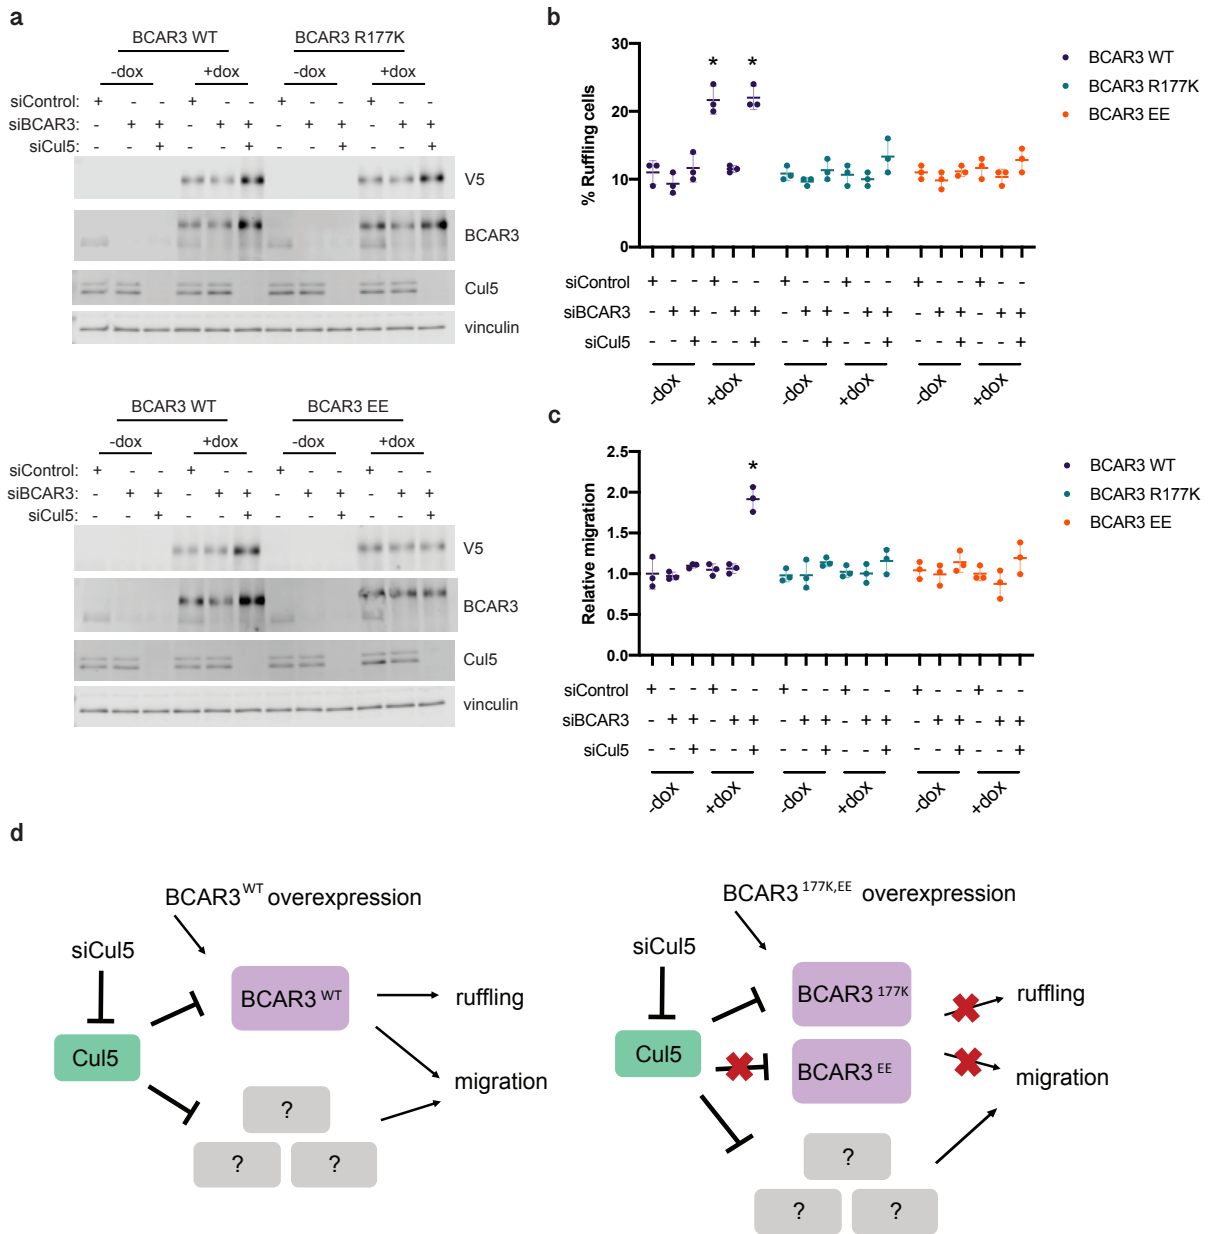 a
BCAR3 WT BCAR3 R177K
-dox +dox -dox +dox
siControl: + - - + - - + - - + - -
siBCAR3: - + + - + + - + + - + +
siCul5: - - + - - + - - + - - +
V5
BCAR3
Cul5
vinculin
BCAR3 WT BCAR3 EE
-dox +dox -dox +dox
siControl: + - - + - - + - - + - -
siBCAR3: - + + - + + - + + - + +
siCul5: - - + - - + - - + - - +
V5
BCAR3
Cul5
vinculin
b
% Ruffling cells
30
20
10
0
* *
BCAR3 WT
BCAR3 R177K
BCAR3 EE
siControl + - - + - - + - - + - - + - - + - -
siBCAR3 - + + - + + - + + - + + - + + - + +
siCul5 - - + - - + - - + - - + - - + - - +
-dox +dox -dox +dox -dox +dox
c
Relative migration
2.5
2.0
1.5
1.0
0.5
0.0
*
BCAR3 WT
BCAR3 R177K
BCAR3 EE
siControl + - - + - - + - - + - - + - - + - -
siBCAR3 - + + - + + - + + - + + - + + - + +
siCul5 - - + - - + - - + - - + - - + - - +
-dox +dox -dox +dox -dox +dox
d
BCAR3 WT overexpression
siCul5
BCAR3 WT
ruffling
Cul5
migration
?
? ?
BCAR3 177K,EE overexpression
siCul5
BCAR3 177K
ruffling
Cul5
BCAR3 EE
migration
?
? ?